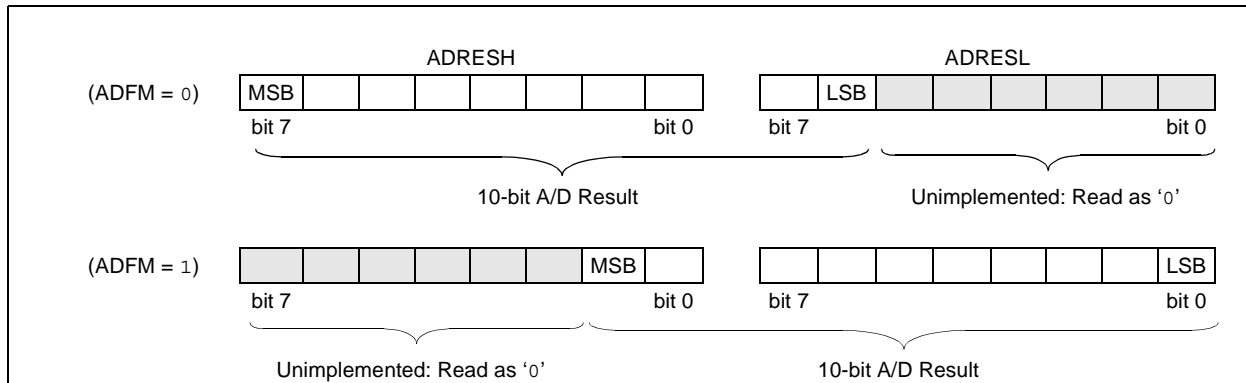 ADRESH ADRESL
(ADFM = 0) MSB LSB
bit 7 bit 0 bit 7 bit 0
10-bit A/D Result Unimplemented: Read as ‘0’
(ADFM = 1) MSB LSB
bit 7 bit 0 bit 7 bit 0
Unimplemented: Read as ‘0’ 10-bit A/D Result